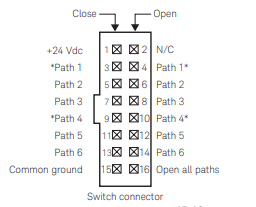 Close Open
+24 Vdc 1 2 N/C
*Path 1 3 4 Path 1*
Path 2 5 6 Path 2
Path 3 7 8 Path 3
*Path 4 9 10 Path 4*
Path 5 11 12 Path 5
Path 6 13 14 Path 6
Common ground 15 16 Open all paths
Switch connector